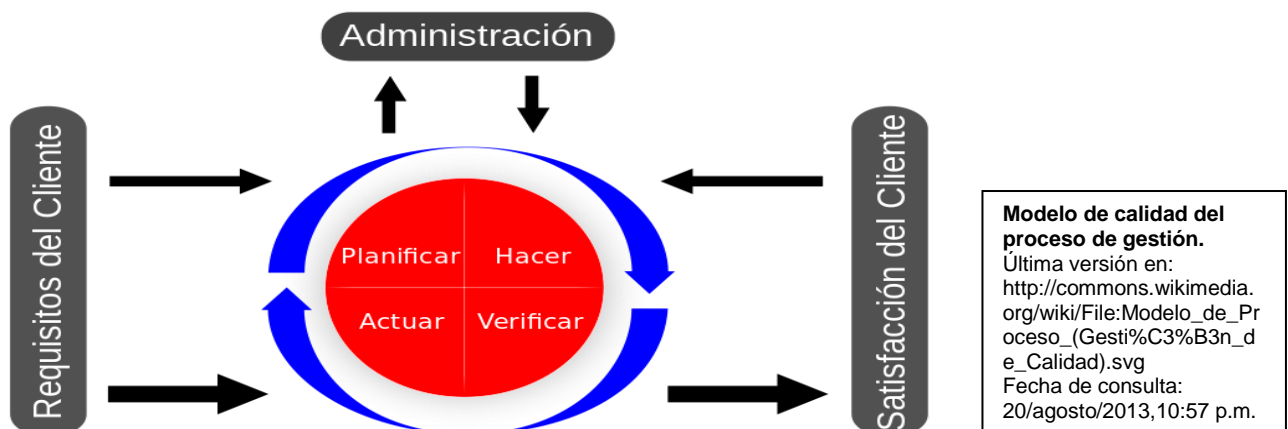 Administración
Requisitos del Cliente
Planificar
Hacer
Actuar
Verificar
Satisfacción del Cliente
Modelo de calidad del
proceso de gestión.
Última versión en:
http://commons.wikimedia.
org/wiki/File:Modelo_de_Pr
oceso_(Gesti%C3%B3n_d
e_Calidad).svg
Fecha de consulta:
20/agosto/2013,10:57 p.m.